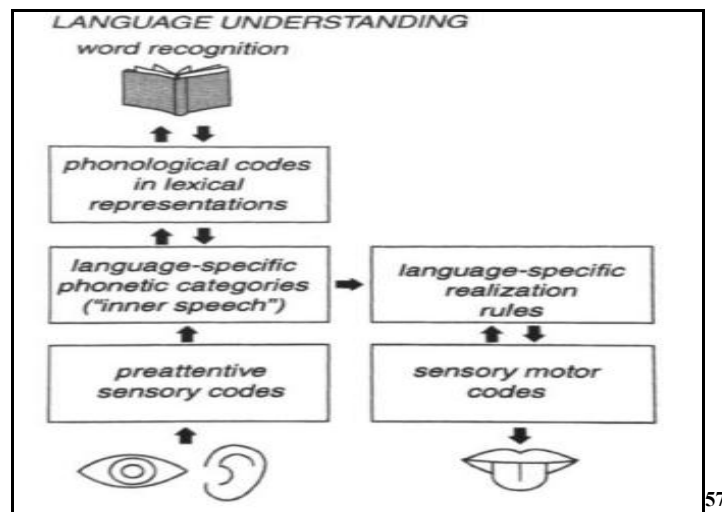 LANGUAGE UNDERSTANDING
word recognition
phonological codes
in lexical
representations
language-specific
phonetic categories
("inner speech")
language-specific
realization
rules
preattentive
sensory codes
sensory motor
codes
57